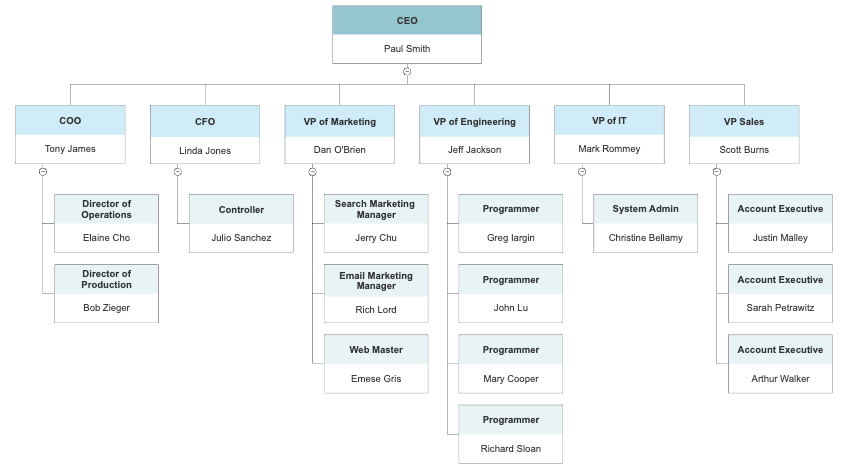 CEO
Paul Smith
COO
Tony James
CFO
Linda Jones
VP of Marketing
Dan O'Brien
VP of Engineering
Jeff Jackson
VP of IT
Mark Rommey
VP Sales
Scott Burns
Director of
Operations
Elaine Cho
Director of
Production
Bob Zieger
Controller
Julio Sanchez
Search Marketing
Manager
Jerry Chu
Email Marketing
Manager
Rich Lord
Web Master
Emese Gris
Programmer
Greg Iargin
Programmer
John Lu
Programmer
Mary Cooper
Programmer
Richard Sloan
System Admin
Christine Bellamy
Account Executive
Justin Malley
Account Executive
Sarah Petrawitz
Account Executive
Arthur Walker